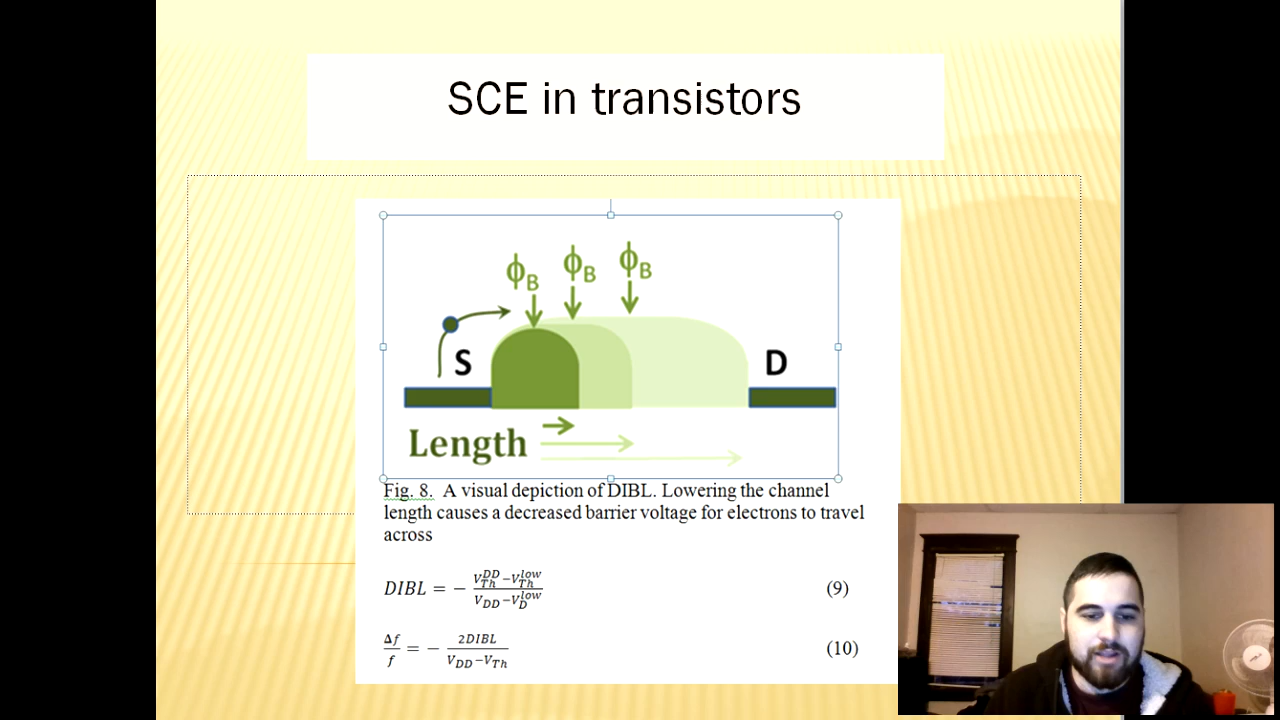 SCE in transistors
ϕB ϕB ϕB
S D
Length
Fig. 8. A visual depiction of DIBL. Lowering the channel
length causes a decreased barrier voltage for electrons to travel
across
DIBL = − (V_Th^DD − V_Th^low) / (V_DD − V_D^low) (9)
Δf / f = − 2DIBL / (V_DD − V_Th) (10)